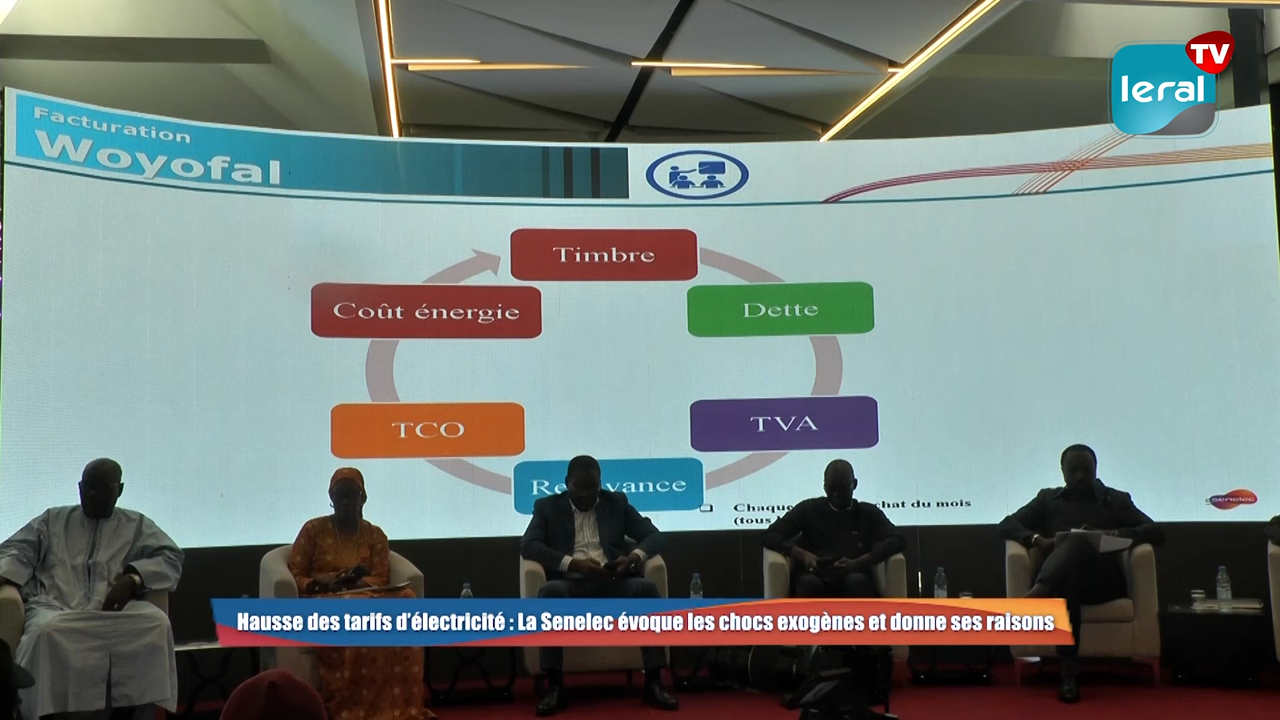 TV
leral
Facturation
Woyofal
Timbre
Coût énergie
Dette
TCO
TVA
Chaque
hat du mois
(tous
senelec
Hausse des tarifs d'électricité : La Senelec évoque les chocs exogènes et donne ses raisons